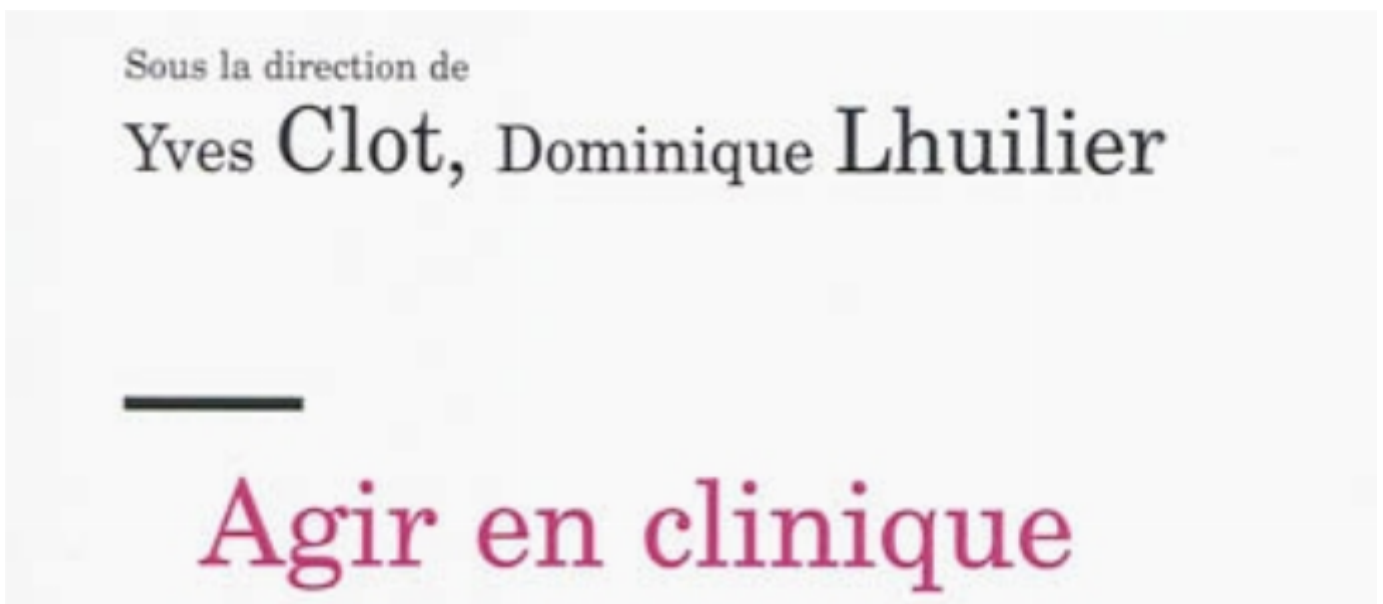 Sous la direction de
Yves Clot, Dominique Lhuilier
Agir en clinique